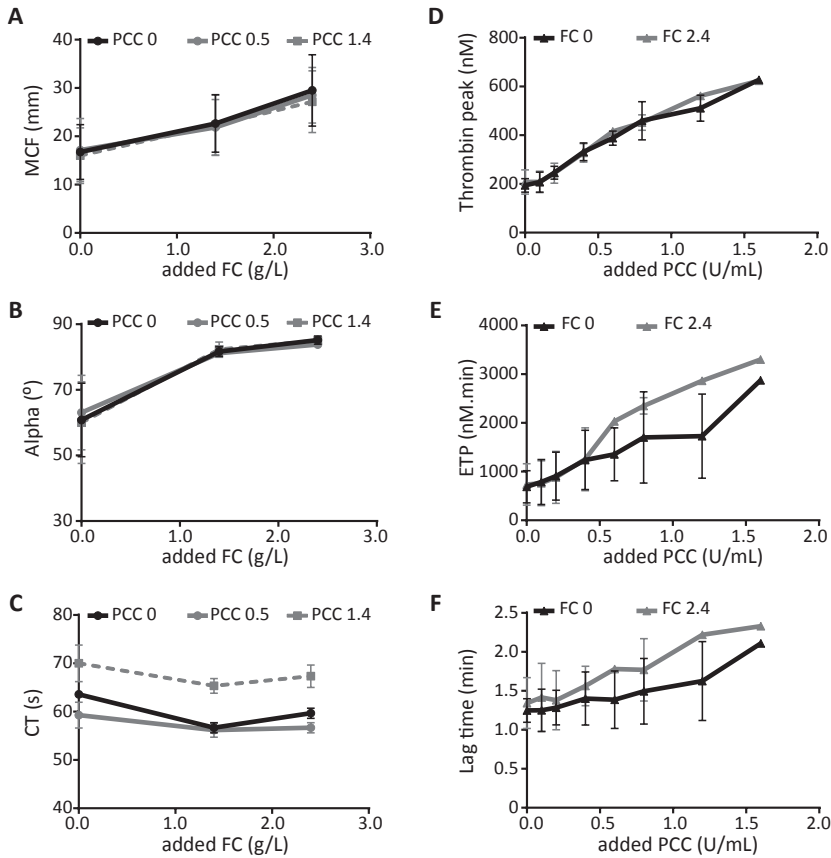 A
PCC 0 PCC 0.5 PCC 1.4
MCF (mm)
40
30
20
10
0
0.0 1.0 2.0 3.0
added FC (g/L)
B
PCC 0 PCC 0.5 PCC 1.4
Alpha (º)
90
70
50
30
0.0 1.0 2.0 3.0
added FC (g/L)
C
PCC 0 PCC 0.5 PCC 1.4
CT (s)
80
70
60
50
40
0.0 1.0 2.0 3.0
added FC (g/L)
D
FC 0 FC 2.4
Thrombin peak (nM)
800
600
400
200
0
0.0 0.5 1.0 1.5 2.0
added PCC (U/mL)
E
FC 0 FC 2.4
ETP (nM.min)
4000
3000
2000
1000
0
0.0 0.5 1.0 1.5 2.0
added PCC (U/mL)
F
FC 0 FC 2.4
Lag time (min)
2.5
2.0
1.5
1.0
0.5
0
0.0 0.5 1.0 1.5 2.0
added PCC (U/mL)